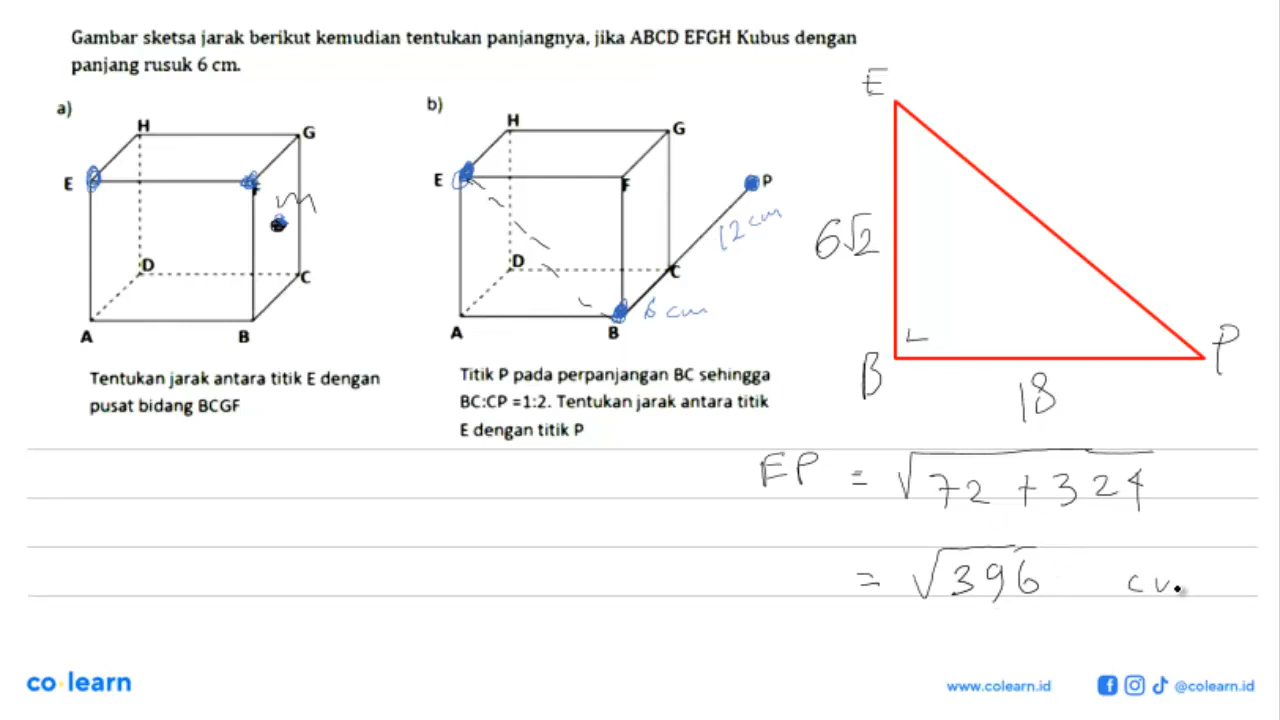 Gambar sketsa jarak berikut kemudian tentukan panjangnya, jika ABCD EFGH Kubus dengan
panjang rusuk 6 cm.
a)
H
G
E
F
m
D
C
A
B
Tentukan jarak antara titik E dengan
pusat bidang BCGF
b)
H
G
E
F
P
12 cm
D
C
6 cm
A
B
Titik P pada perpanjangan BC sehingga
BC:CP =1:2. Tentukan jarak antara titik
E dengan titik P
E
6√2
B
P
18
EP = √72 + 324
= √396 cm
co learn
www.colearn.id
@colearn.id